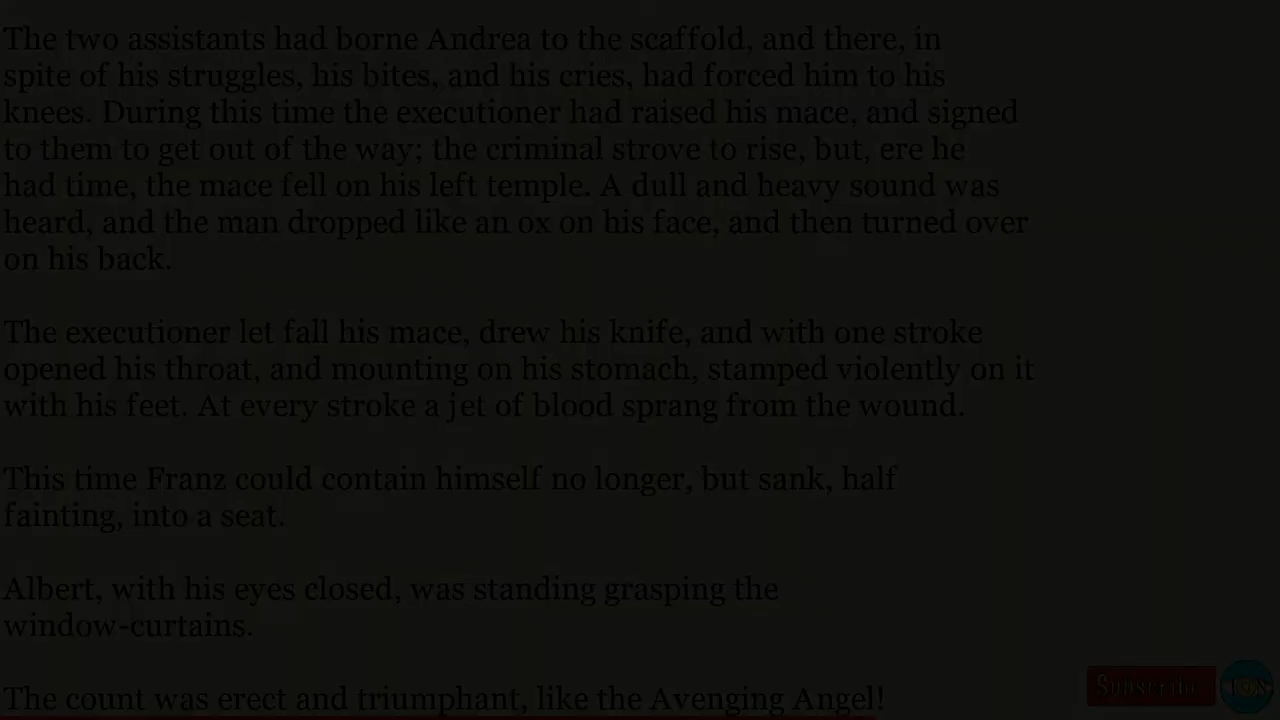 The two assistants had borne Andrea to the scaffold, and there, in
spite of his struggles, his bites, and his cries, had forced him to his
knees. During this time the executioner had raised his mace, and signed
to them to get out of the way; the criminal strove to rise, but, ere he
had time, the mace fell on his left temple. A dull and heavy sound was
heard, and the man dropped like an ox on his face, and then turned over
on his back.
The executioner let fall his mace, drew his knife, and with one stroke
opened his throat, and mounting on his stomach, stamped violently on it
with his feet. At every stroke a jet of blood sprang from the wound.
This time Franz could contain himself no longer, but sank, half
fainting, into a seat.
Albert, with his eyes closed, was standing grasping the
window-curtains.
The count was erect and triumphant, like the Avenging Angel!
Subscribe